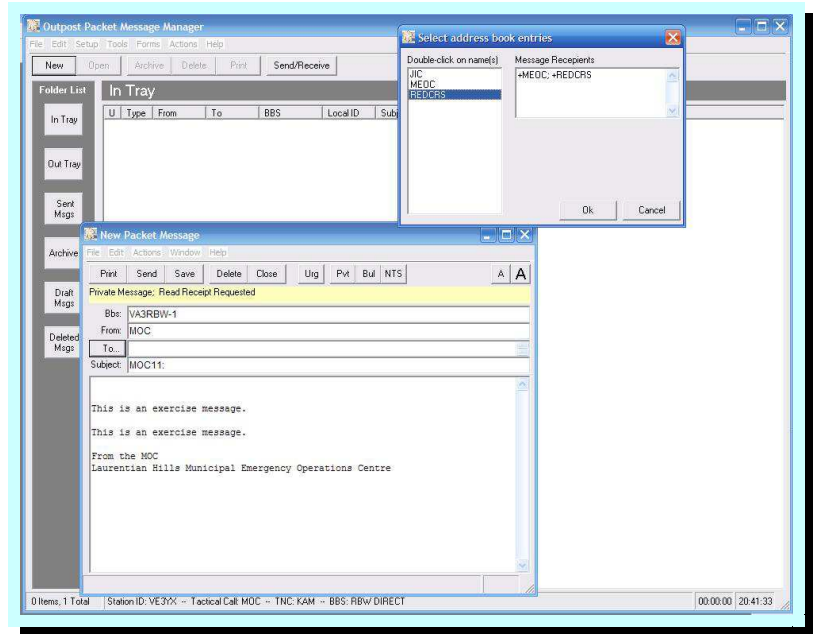 Outpost Packet Message Manager
File Edit Setup Tools Forms Actions Help
New Open Archive Delete Print Send/Receive
Folder List
In Tray
Out Tray
Sent Msgs
Archive
Draft Msgs
Deleted Msgs
In Tray
U Type From To BBS Local ID Subj
Select address book entries
Double-click on name(s)
JIC
MEOC
REDCRS
Message Recepients
+MEOC; +REDCRS
Ok Cancel
New Packet Message
File Edit Actions Window Help
Print Send Save Delete Close Urg Pvt Bul NTS A A
Private Message; Read Receipt Requested
Bbs: VA3RBW-1
From: MOC
To...
Subject: MOC11:
This is an exercise message.
This is an exercise message.
From the MOC
Laurentian Hills Municipal Emergency Operations Centre
0 Items, 1 Total Station ID: VE3YX -- Tactical Call: MOC -- TNC: KAM -- BBS: RBW DIRECT 00:00:00 20:41:33